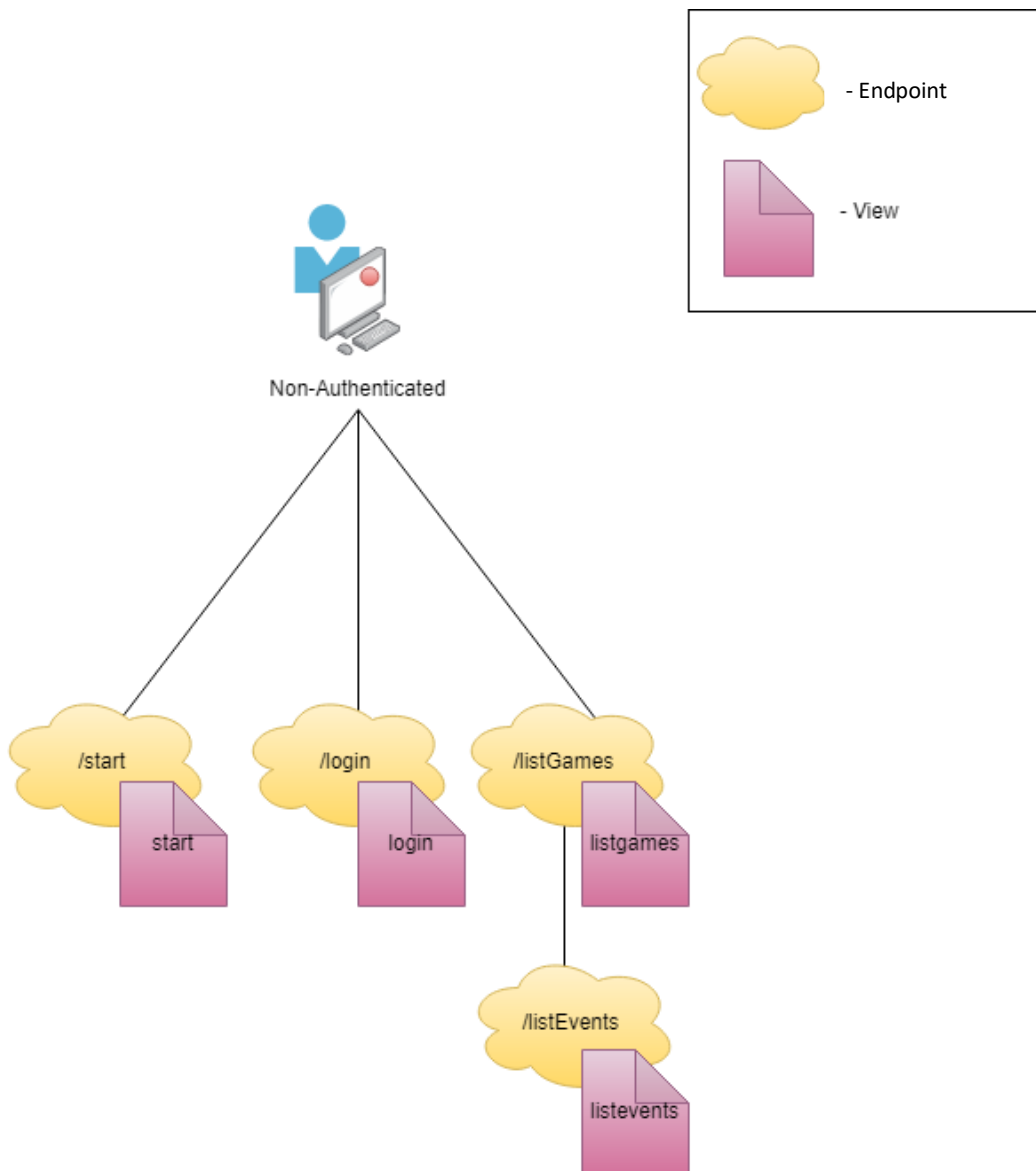 - Endpoint
- View
Non-Authenticated
/start
/login
/listGames
start
login
listgames
/listEvents
listevents